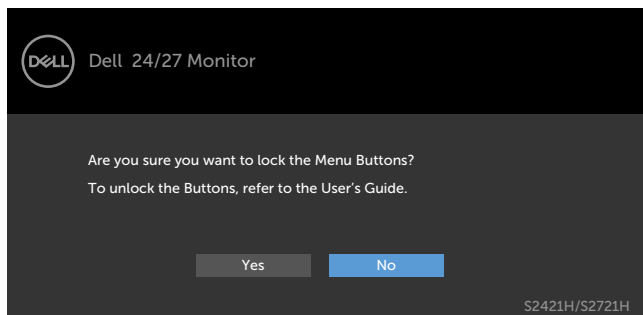 DELL
Dell 24/27 Monitor
Are you sure you want to lock the Menu Buttons?
To unlock the Buttons, refer to the User's Guide.
Yes No
S2421H/S2721H